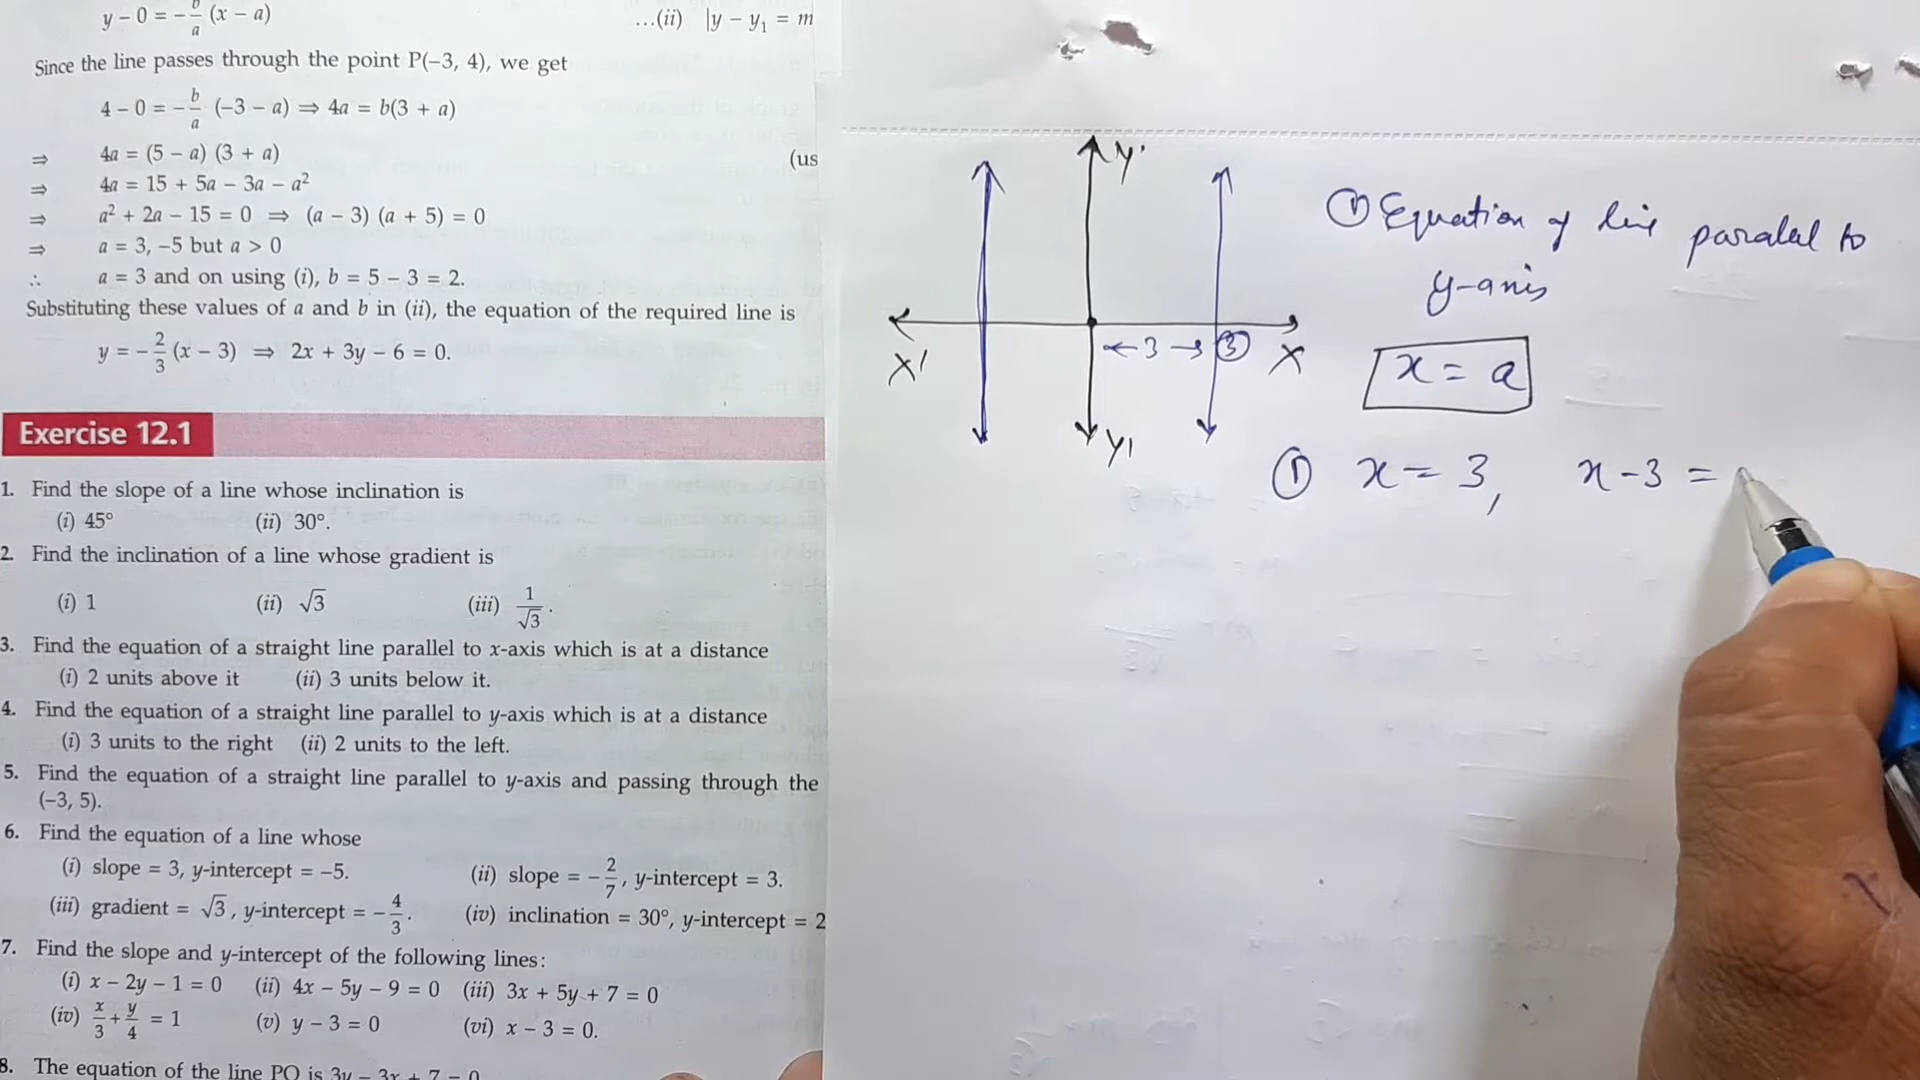 y − 0 = −b/a (x − a) ...(ii) |y − y₁ = m
Since the line passes through the point P(−3, 4), we get
4 − 0 = −b/a (−3 − a) ⇒ 4a = b(3 + a)
⇒ 4a = (5 − a) (3 + a) (us
⇒ 4a = 15 + 5a − 3a − a²
⇒ a² + 2a − 15 = 0 ⇒ (a − 3) (a + 5) = 0
⇒ a = 3, −5 but a > 0
∴ a = 3 and on using (i), b = 5 − 3 = 2.
Substituting these values of a and b in (ii), the equation of the required line is
y = −2/3 (x − 3) ⇒ 2x + 3y − 6 = 0.
Exercise 12.1
1. Find the slope of a line whose inclination is
(i) 45° (ii) 30°.
2. Find the inclination of a line whose gradient is
(i) 1 (ii) √3 (iii) 1/√3.
3. Find the equation of a straight line parallel to x-axis which is at a distance
(i) 2 units above it (ii) 3 units below it.
4. Find the equation of a straight line parallel to y-axis which is at a distance
(i) 3 units to the right (ii) 2 units to the left.
5. Find the equation of a straight line parallel to y-axis and passing through the
(−3, 5).
6. Find the equation of a line whose
(i) slope = 3, y-intercept = −5. (ii) slope = −2/7, y-intercept = 3.
(iii) gradient = √3, y-intercept = −4/3. (iv) inclination = 30°, y-intercept = 2
7. Find the slope and y-intercept of the following lines:
(i) x − 2y − 1 = 0 (ii) 4x − 5y − 9 = 0 (iii) 3x + 5y + 7 = 0
(iv) x/3 + y/4 = 1 (v) y − 3 = 0 (vi) x − 3 = 0.
8. The equation of the line PQ is 3y − 3x + 7 = 0
y'
X' ←3→ 3 X
y1
① Equation of line paralal to
y-axis
x = a
① x = 3, x − 3 =